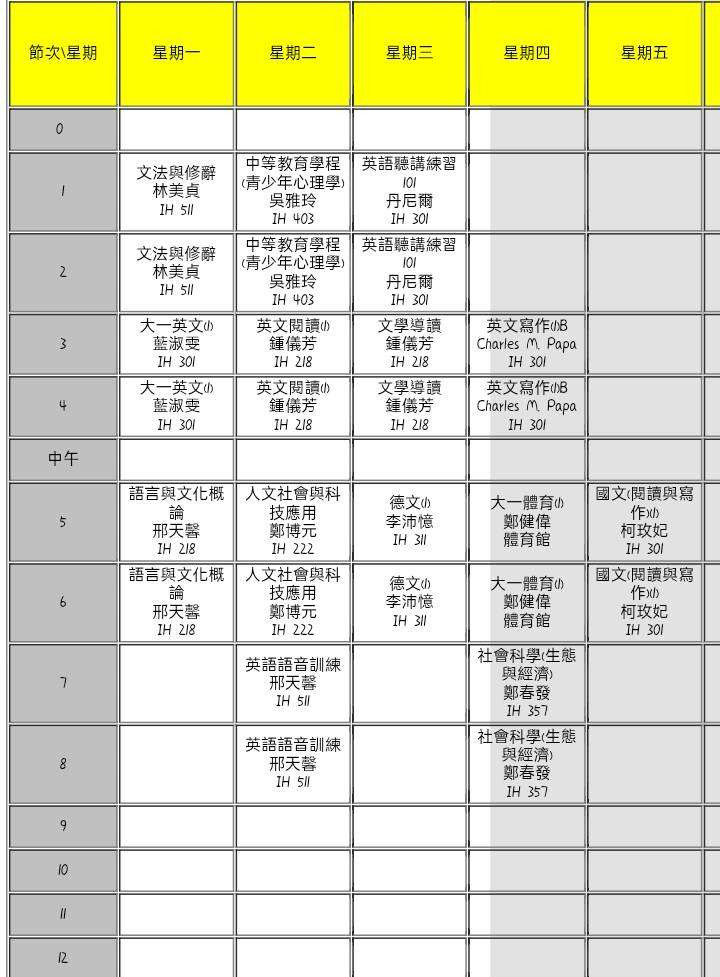 節次\星期 星期一 星期二 星期三 星期四 星期五
0
1
文法與修辭
林美貞
IH 511
中等教育學程
(青少年心理學)
吳雅玲
IH 403
英語聽講練習
101
丹尼爾
IH 301
2
文法與修辭
林美貞
IH 511
中等教育學程
(青少年心理學)
吳雅玲
IH 403
英語聽講練習
101
丹尼爾
IH 301
3
大一英文(1)
藍淑雯
IH 301
英文閱讀(1)
鍾儀芳
IH 218
文學導讀
鍾儀芳
IH 218
英文寫作(1)B
Charles M. Papa
IH 301
4
大一英文(1)
藍淑雯
IH 301
英文閱讀(1)
鍾儀芳
IH 218
文學導讀
鍾儀芳
IH 218
英文寫作(1)B
Charles M. Papa
IH 301
中午
5
語言與文化概
論
邢天馨
IH 218
人文社會與科
技應用
鄭博元
IH 222
德文(1)
李沛憶
IH 311
大一體育(1)
鄭健偉
體育館
國文(閱讀與寫
作)(1)
柯玫妃
IH 301
6
語言與文化概
論
邢天馨
IH 218
人文社會與科
技應用
鄭博元
IH 222
德文(1)
李沛憶
IH 311
大一體育(1)
鄭健偉
體育館
國文(閱讀與寫
作)(1)
柯玫妃
IH 301
7
英語語音訓練
邢天馨
IH 511
社會科學(生態
與經濟)
鄭春發
IH 357
8
英語語音訓練
邢天馨
IH 511
社會科學(生態
與經濟)
鄭春發
IH 357
9
10
11
12